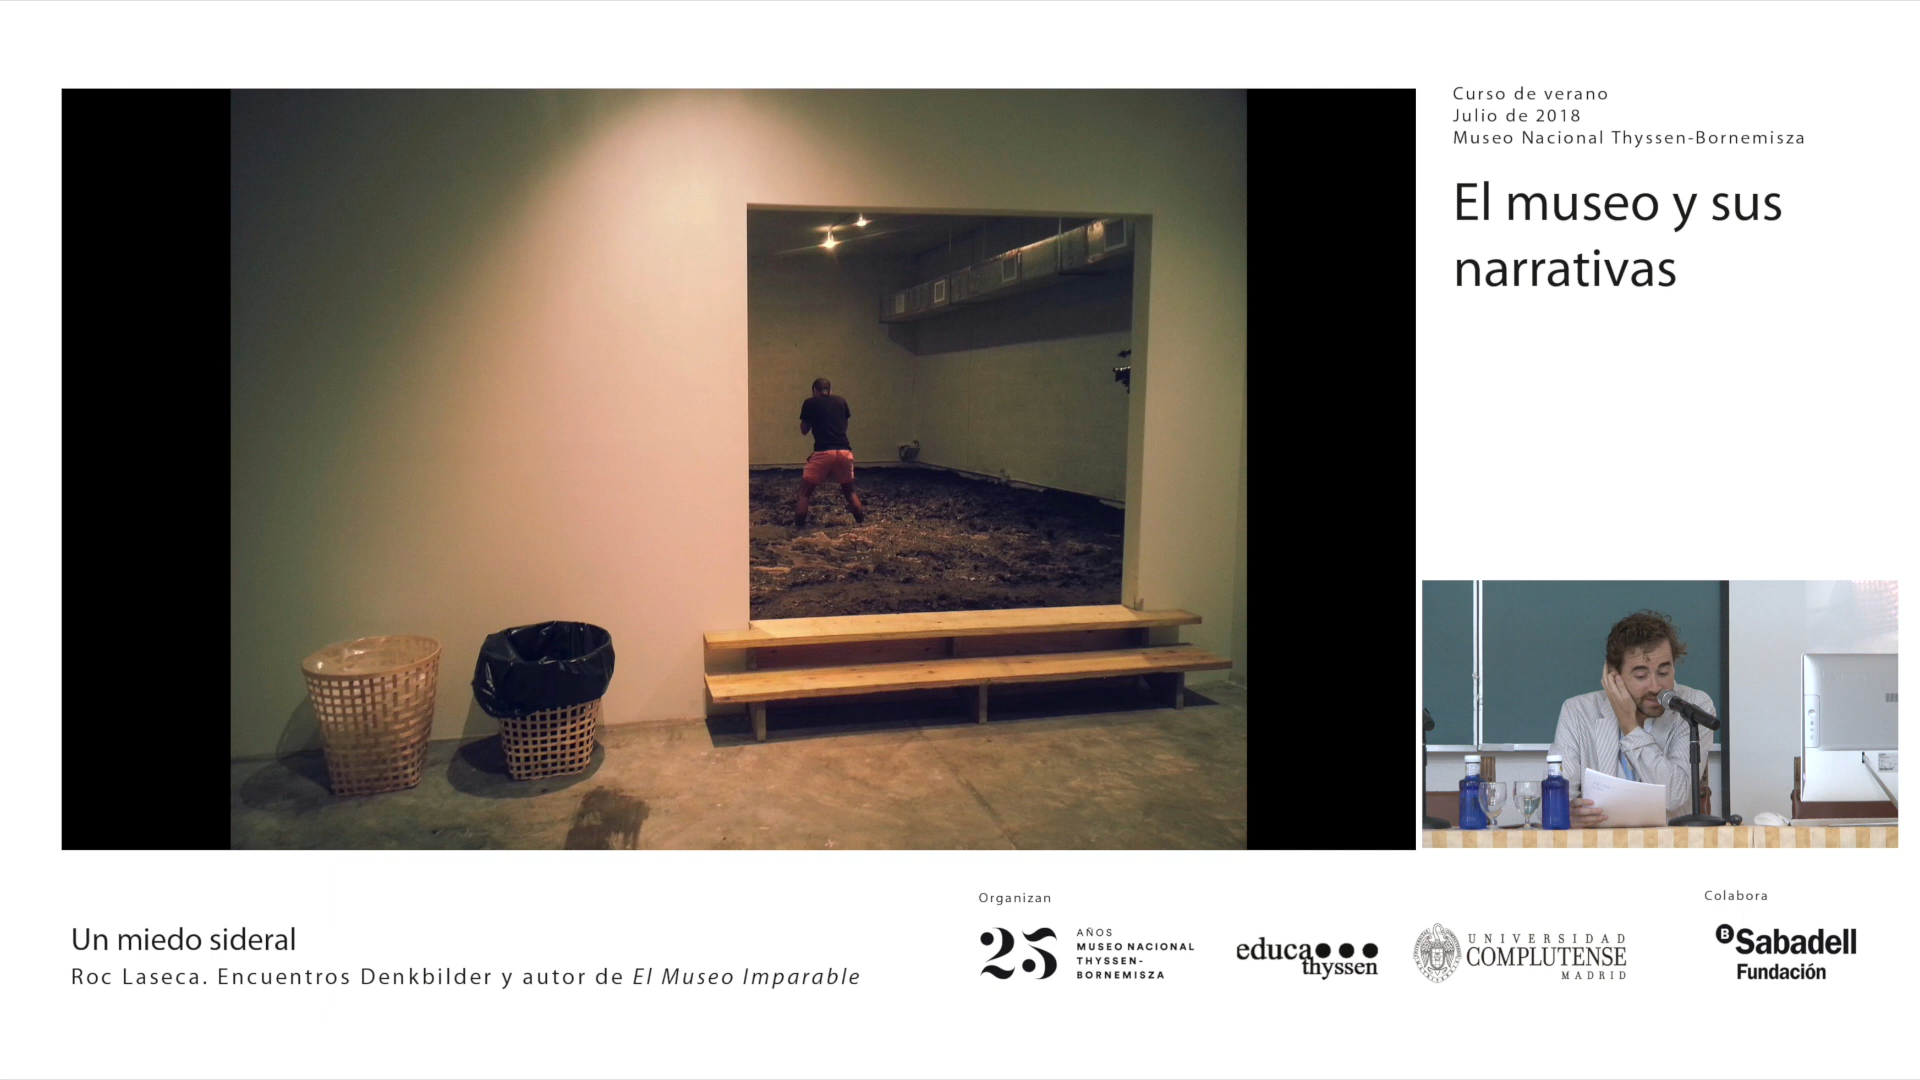 Curso de verano
Julio de 2018
Museo Nacional Thyssen-Bornemisza
El museo y sus
narrativas
Un miedo sideral
Roc Laseca. Encuentros Denkbilder y autor de El Museo Imparable
Organizan
25
AÑOS
MUSEO NACIONAL
THYSSEN-
BORNEMISZA
educa
thyssen
UNIVERSIDAD
COMPLUTENSE
MADRID
Colabora
B Sabadell
Fundación